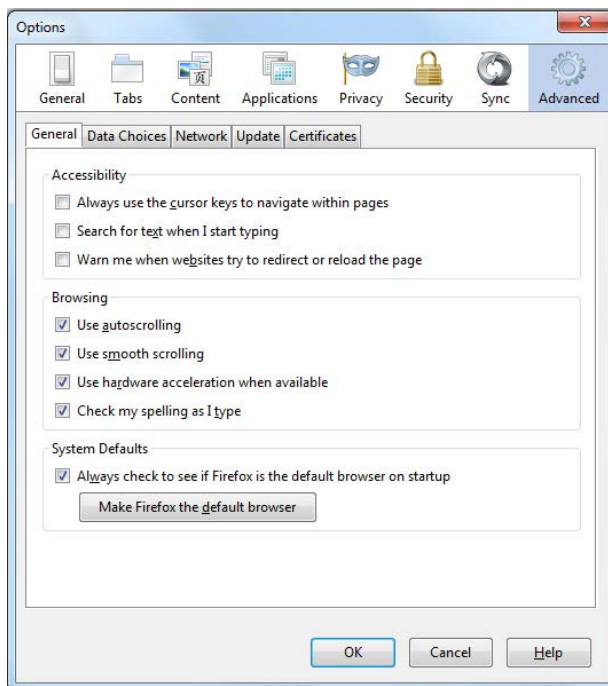 Options
General Tabs Content Applications Privacy Security Sync Advanced
General Data Choices Network Update Certificates
Accessibility
Always use the cursor keys to navigate within pages
Search for text when I start typing
Warn me when websites try to redirect or reload the page
Browsing
Use autoscrolling
Use smooth scrolling
Use hardware acceleration when available
Check my spelling as I type
System Defaults
Always check to see if Firefox is the default browser on startup
Make Firefox the default browser
OK Cancel Help